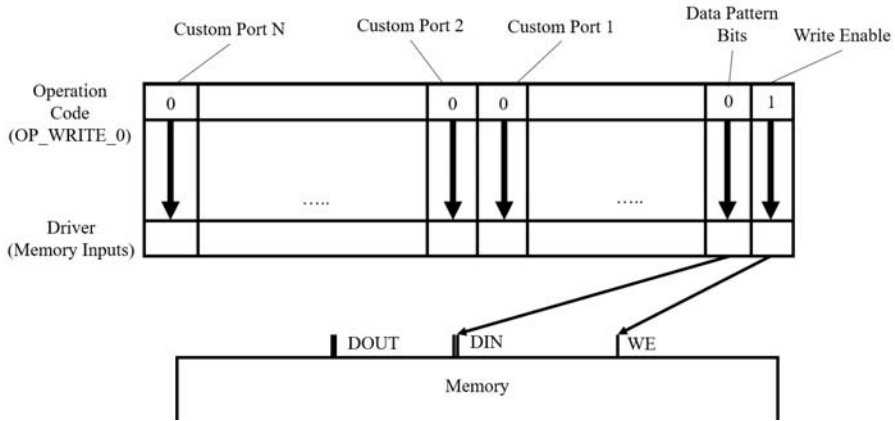 Custom Port N
Custom Port 2
Custom Port 1
Data Pattern
Bits
Write Enable
Operation
Code
(OP_WRITE_0)
0
0
0
0
1
.....
.....
Driver
(Memory Inputs)
DOUT
DIN
WE
Memory